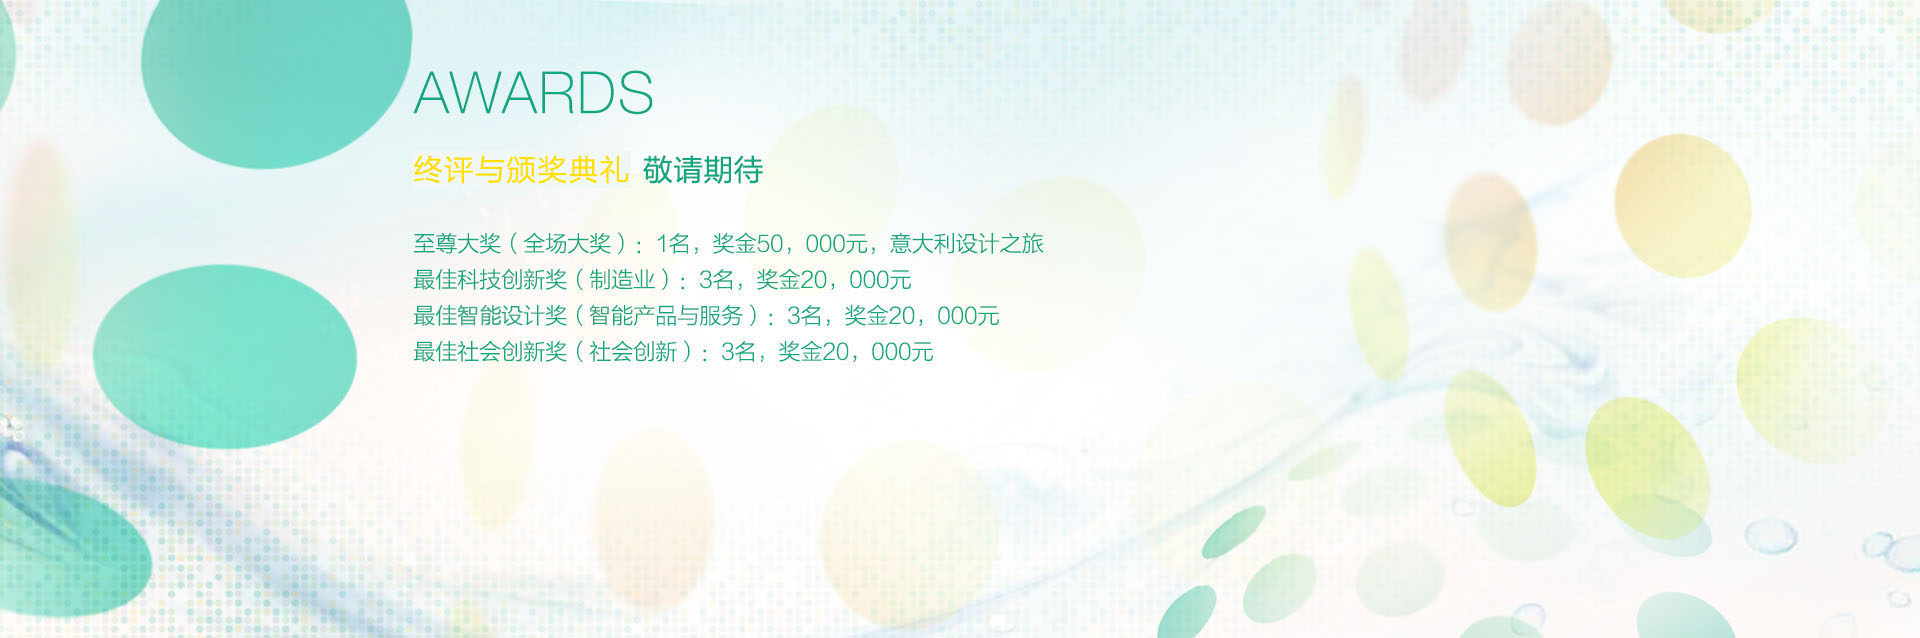 AWARDS
终评与颁奖典礼 敬请期待
至尊大奖（全场大奖）：1名，奖金50，000元，意大利设计之旅
最佳科技创新奖（制造业）：3名，奖金20，000元
最佳智能设计奖（智能产品与服务）：3名，奖金20，000元
最佳社会创新奖（社会创新）：3名，奖金20，000元